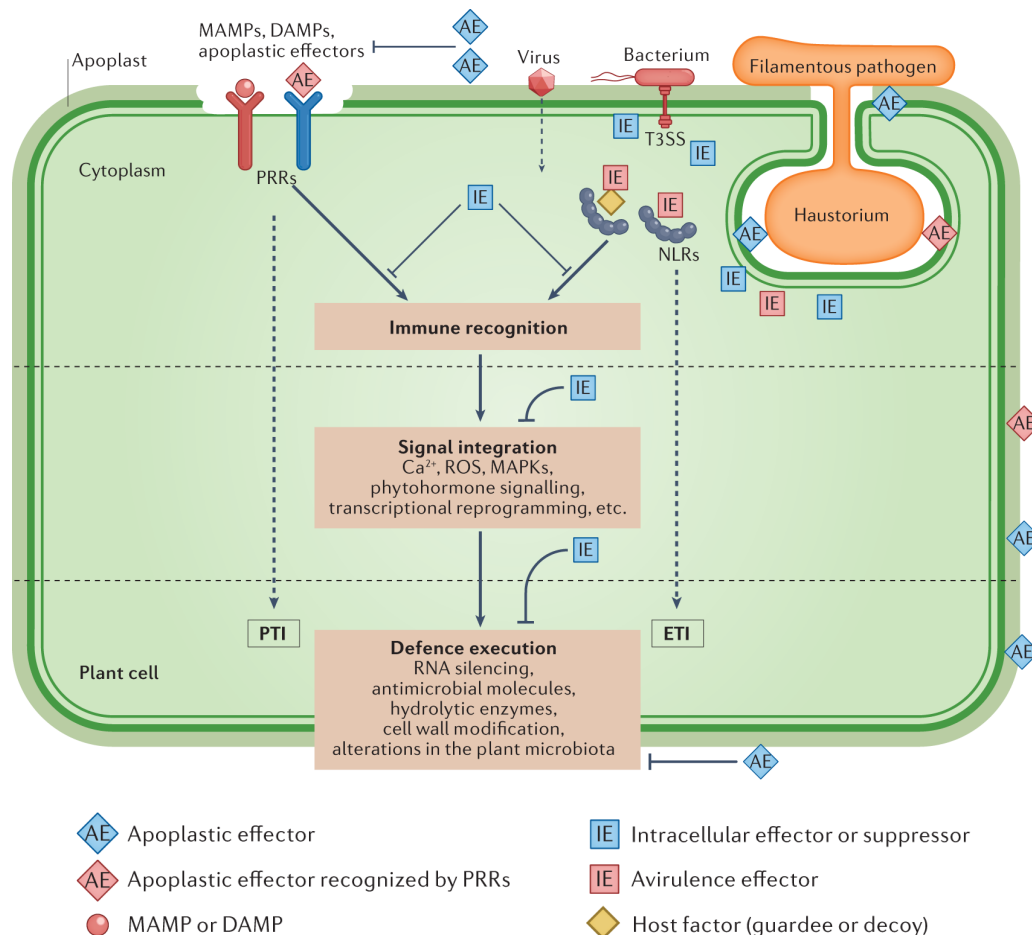 MAMPs, DAMPs,
apoplastic effectors
AE
AE
Apoplast
AE
Virus
Bacterium
Filamentous pathogen
AE
IE
T3SS
IE
Cytoplasm
PRRs
IE
IE
IE
NLRs
Haustorium
AE
AE
IE
IE
IE
Immune recognition
IE
AE
Signal integration
Ca²⁺, ROS, MAPKs,
phytohormone signalling,
transcriptional reprogramming, etc.
IE
AE
PTI
ETI
Defence execution
RNA silencing,
antimicrobial molecules,
hydrolytic enzymes,
cell wall modification,
alterations in the plant microbiota
AE
Plant cell
AE
AE Apoplastic effector
IE Intracellular effector or suppressor
AE Apoplastic effector recognized by PRRs
IE Avirulence effector
MAMP or DAMP
Host factor (guardee or decoy)